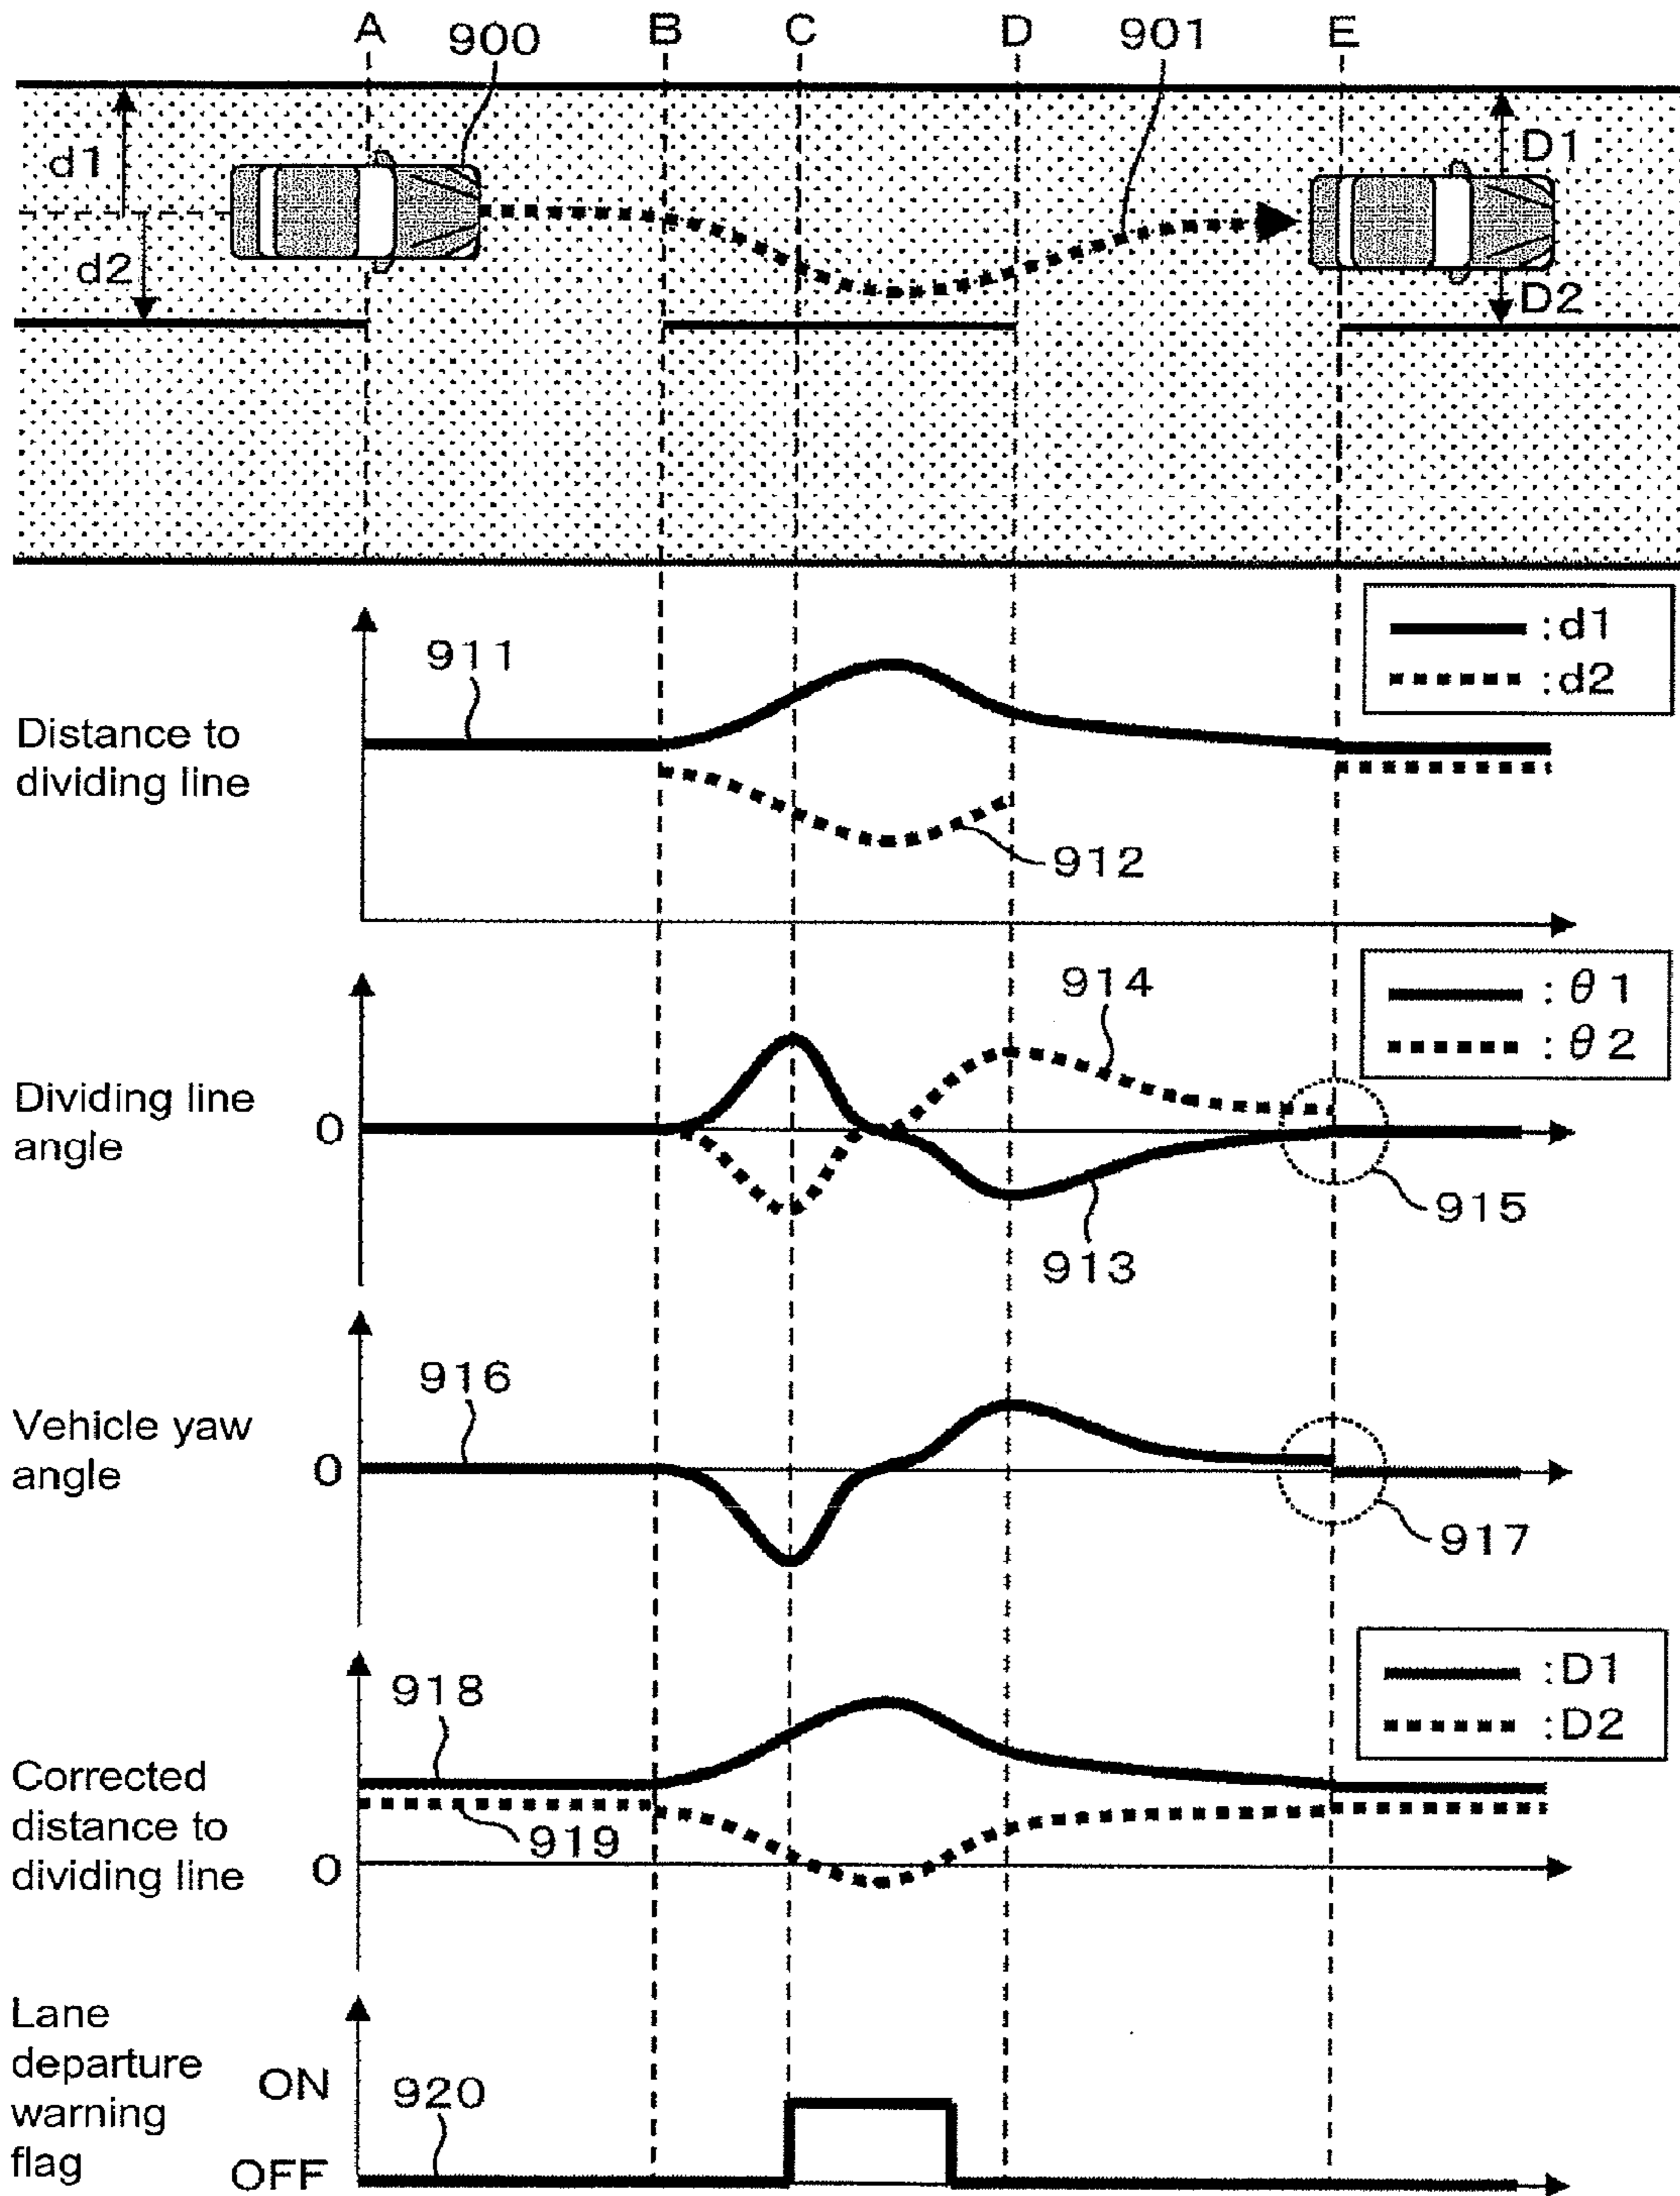 A
900
B
C
D
901
E
d1
D1
d2
D2
:d1
:d2
911
Distance to
dividing line
912
:θ1
:θ2
914
Dividing line
angle
0
915
913
916
Vehicle yaw
angle
0
917
:D1
:D2
918
Corrected
distance to
dividing line
919
0
Lane
departure
warning
flag
ON
920
OFF